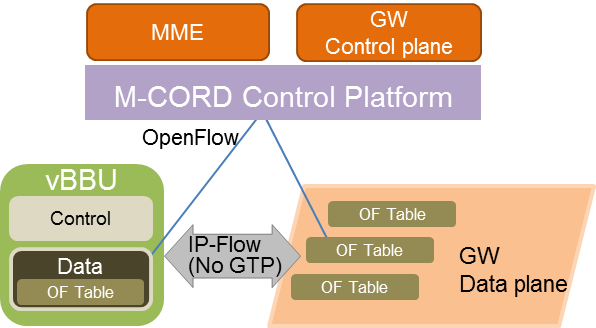 MME
GW
Control plane
M-CORD Control Platform
OpenFlow
vBBU
Control
Data
OF Table
IP-Flow
(No GTP)
OF Table
OF Table
OF Table
GW
Data plane